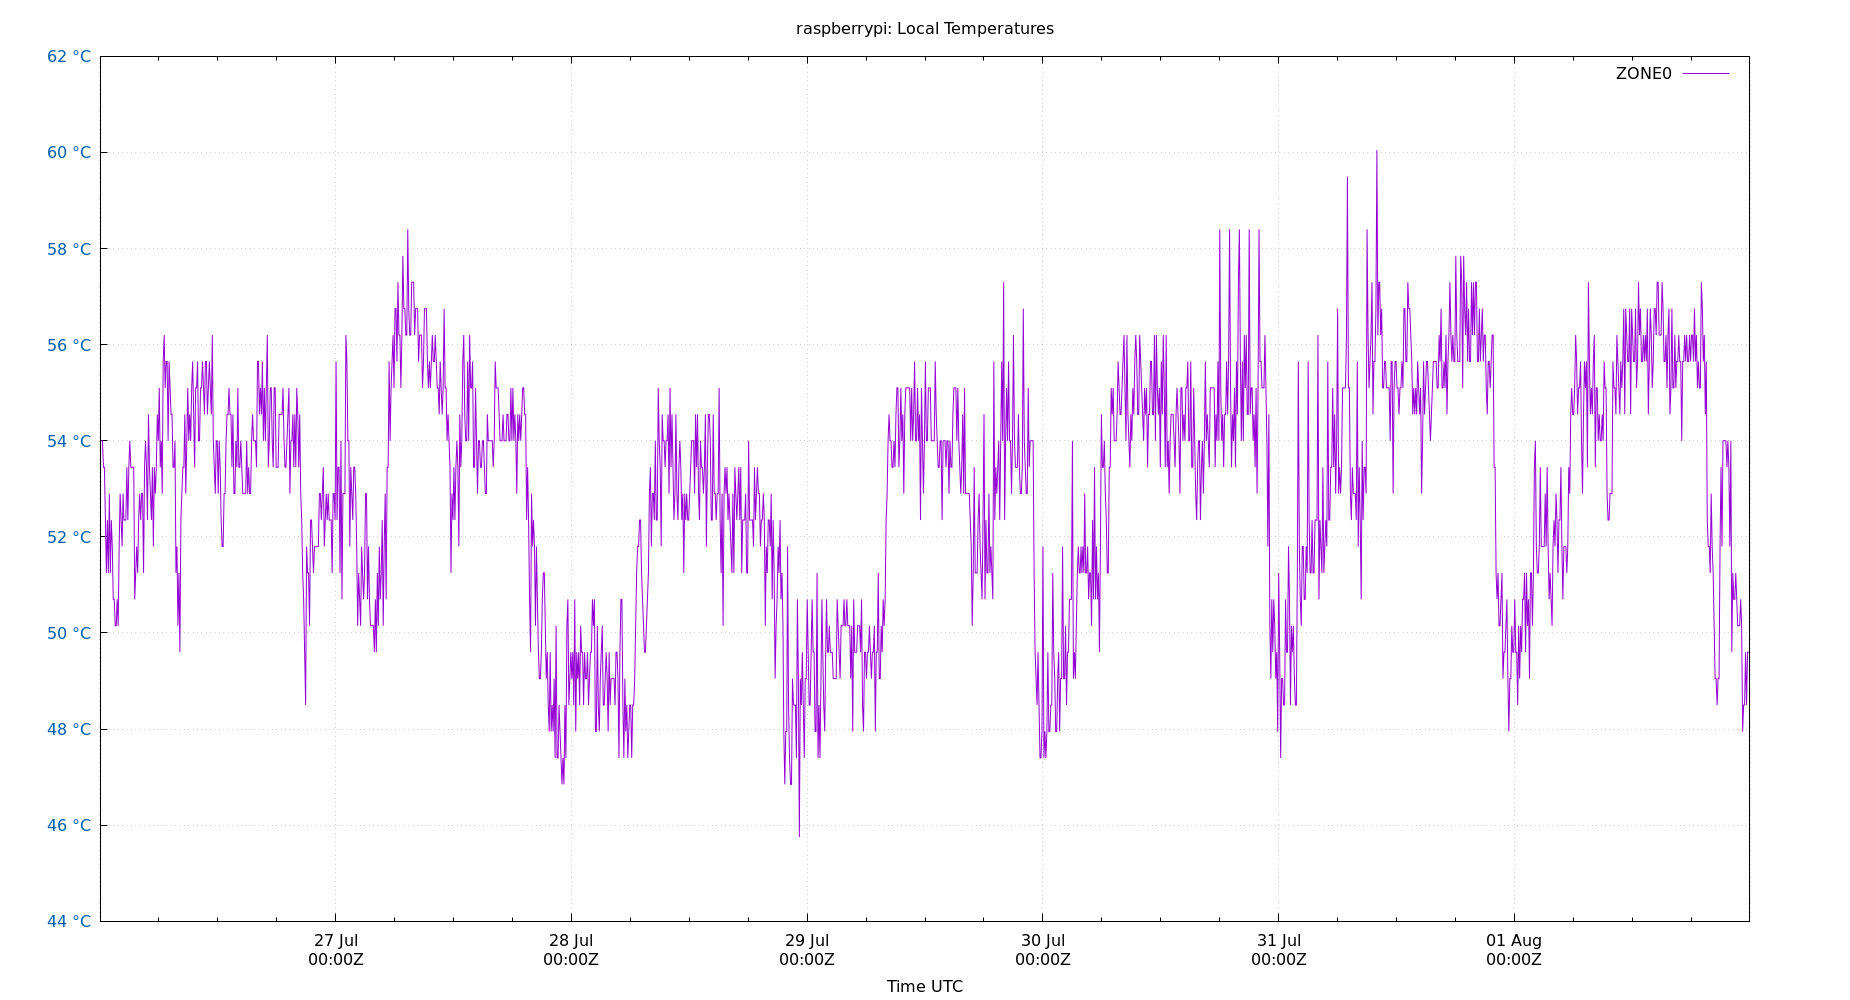 raspberrypi: Local Temperatures
62 °C
ZONE0
60 °C
58 °C
56 °C
54 °C
52 °C
50 °C
48 °C
46 °C
44 °C
27 Jul 28 Jul 29 Jul 30 Jul 31 Jul 01 Aug
00:00Z 00:00Z 00:00Z 00:00Z 00:00Z 00:00Z
Time UTC